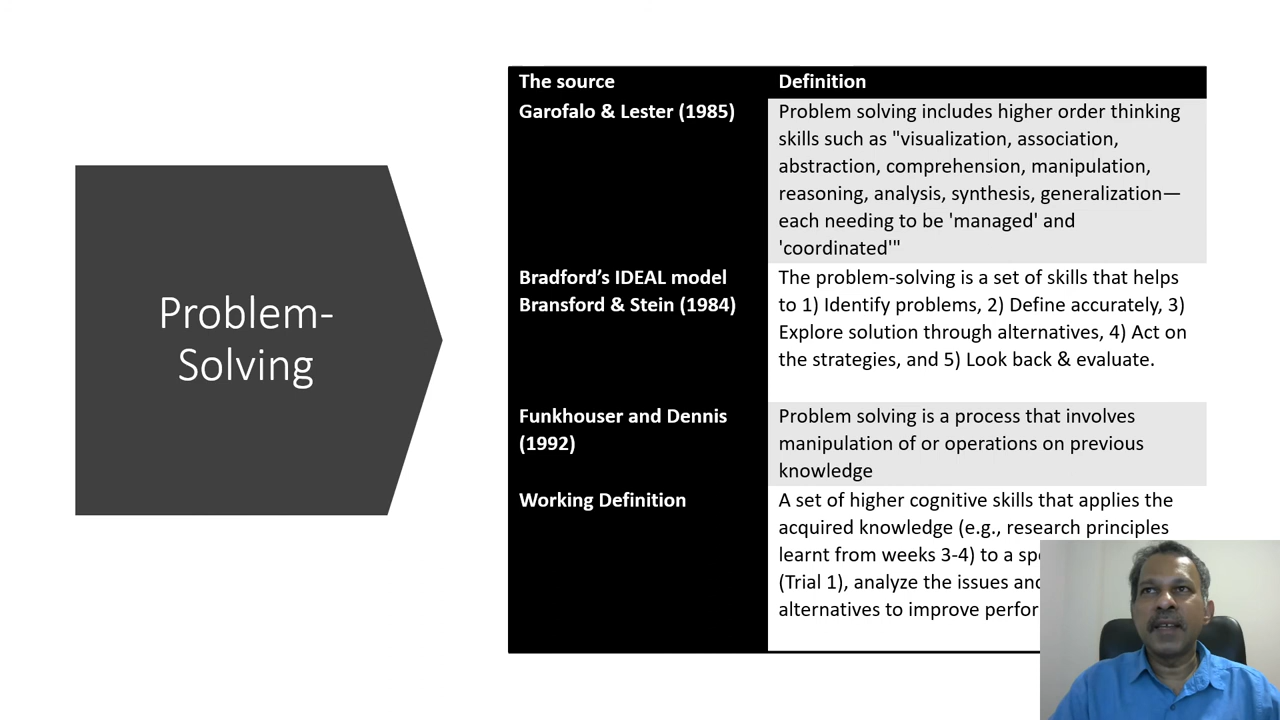 Problem-
Solving
The source
Definition
Garofalo & Lester (1985)
Problem solving includes higher order thinking
skills such as "visualization, association,
abstraction, comprehension, manipulation,
reasoning, analysis, synthesis, generalization—
each needing to be 'managed' and
'coordinated'"
Bradford’s IDEAL model
Bransford & Stein (1984)
The problem-solving is a set of skills that helps
to 1) Identify problems, 2) Define accurately, 3)
Explore solution through alternatives, 4) Act on
the strategies, and 5) Look back & evaluate.
Funkhouser and Dennis
(1992)
Problem solving is a process that involves
manipulation of or operations on previous
knowledge
Working Definition
A set of higher cognitive skills that applies the
acquired knowledge (e.g., research principles
learnt from weeks 3-4) to a
(Trial 1), analyze the issues
alternatives to improve